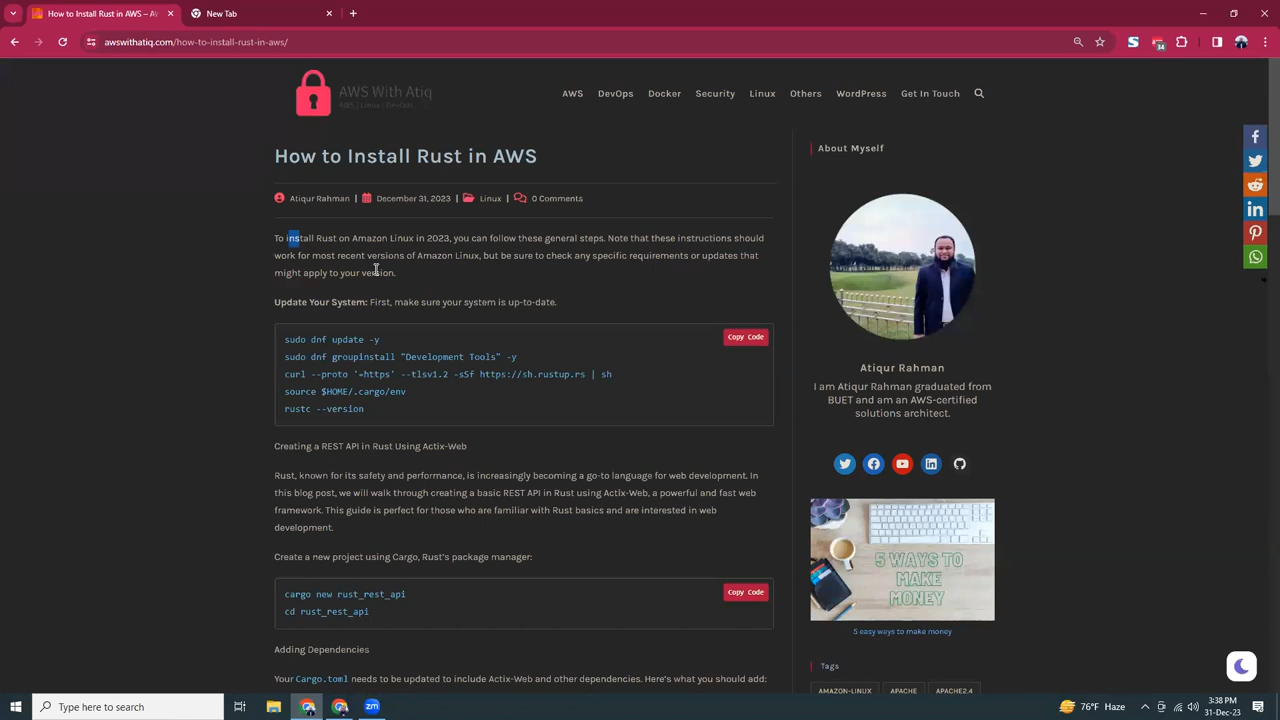 How to Install Rust in AWS – Aw
New Tab
awswithatiq.com/how-to-install-rust-in-aws/
34
AWS With Atiq
AWS | Linux | DevOps
AWS
DevOps
Docker
Security
Linux
Others
WordPress
Get In Touch
How to Install Rust in AWS
Atiqur Rahman | December 31, 2023 | Linux | 0 Comments
To install Rust on Amazon Linux in 2023, you can follow these general steps. Note that these instructions should
work for most recent versions of Amazon Linux, but be sure to check any specific requirements or updates that
might apply to your version.
Update Your System: First, make sure your system is up-to-date.
Copy Code
sudo dnf update -y
sudo dnf groupinstall "Development Tools" -y
curl --proto '=https' --tlsv1.2 -sSf https://sh.rustup.rs | sh
source $HOME/.cargo/env
rustc --version
Creating a REST API in Rust Using Actix-Web
Rust, known for its safety and performance, is increasingly becoming a go-to language for web development. In
this blog post, we will walk through creating a basic REST API in Rust using Actix-Web, a powerful and fast web
framework. This guide is perfect for those who are familiar with Rust basics and are interested in web
development.
Create a new project using Cargo, Rust's package manager:
Copy Code
cargo new rust_rest_api
cd rust_rest_api
Adding Dependencies
Your Cargo.toml needs to be updated to include Actix-Web and other dependencies. Here's what you should add:
About Myself
Atiqur Rahman
I am Atiqur Rahman graduated from
BUET and am an AWS-certified
solutions architect.
5 WAYS TO
MAKE
MONEY
5 easy ways to make money
Tags
AMAZON-LINUX
APACHE
APACHE2.4
Type here to search
76°F Haze
3:38 PM
31-Dec-23